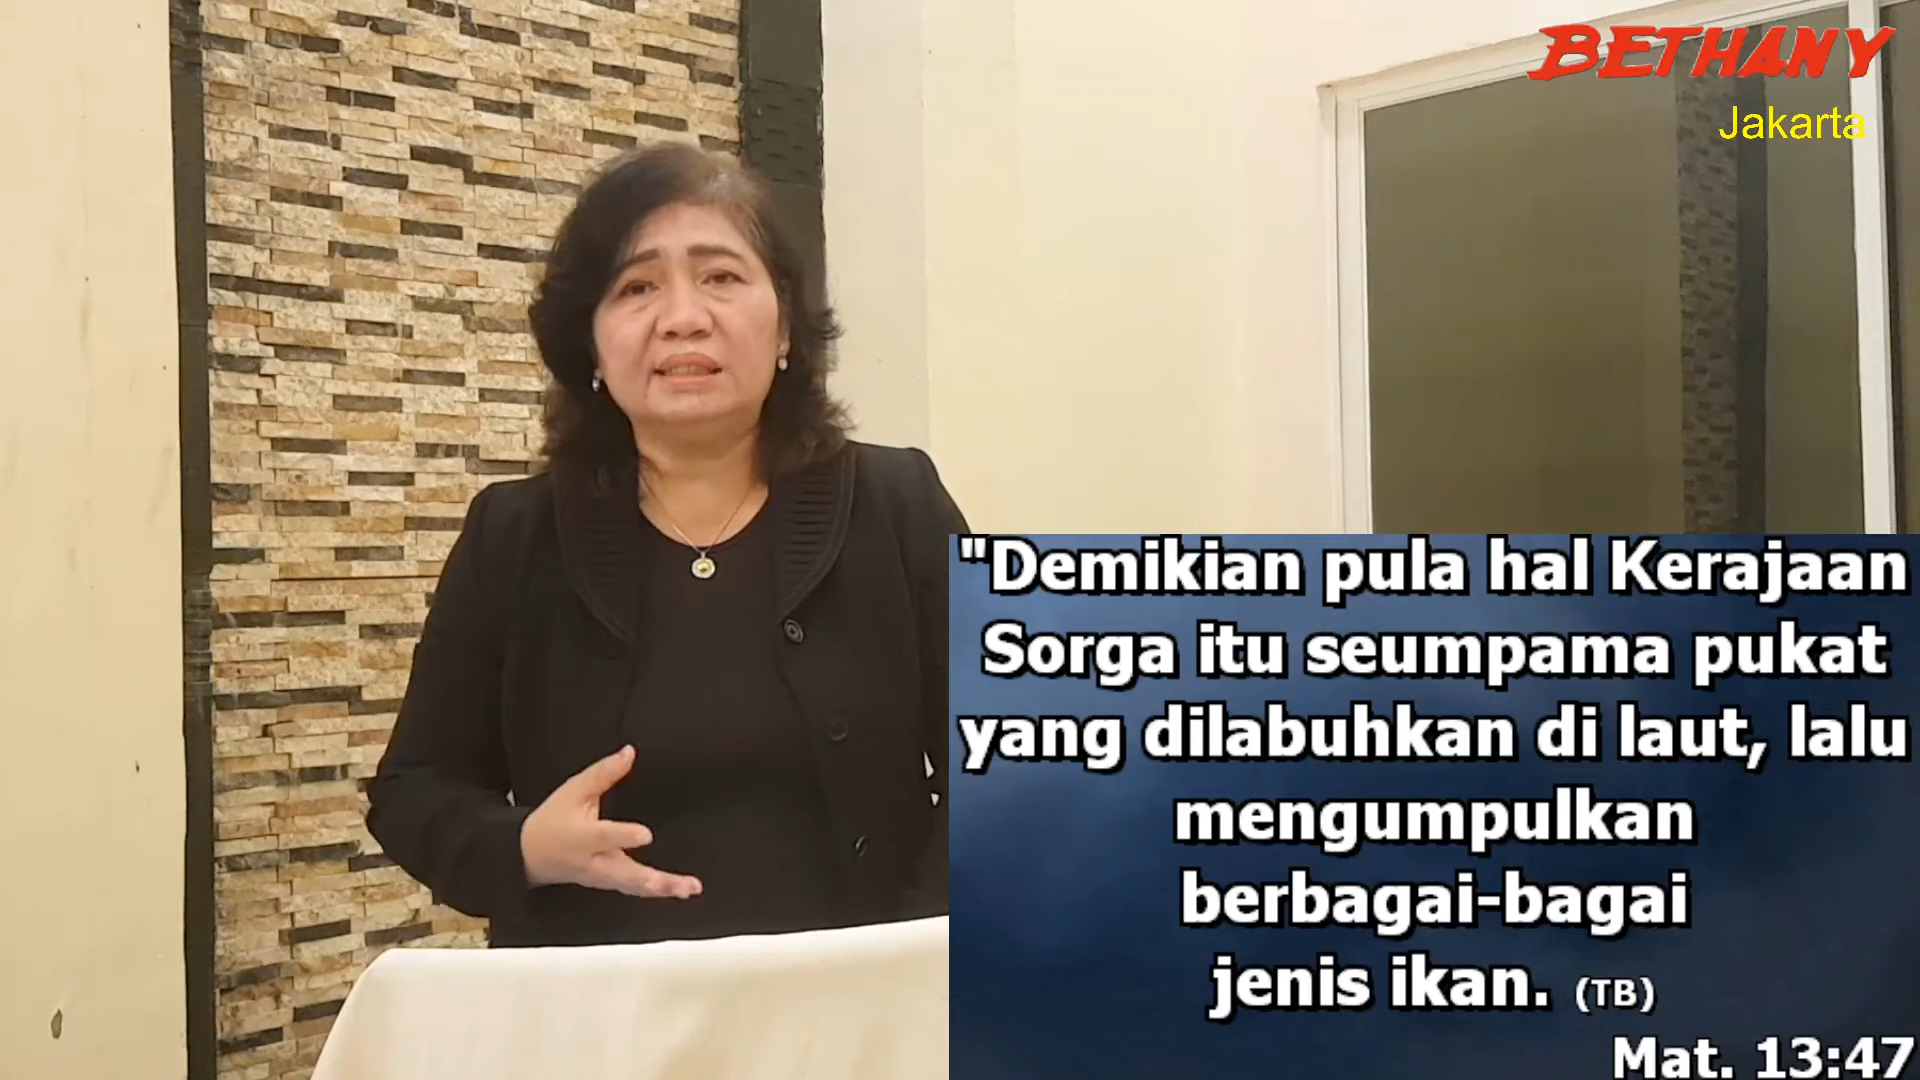 BETHANY
Jakarta
"Demikian pula hal Kerajaan
Sorga itu seumpama pukat
yang dilabuhkan di laut, lalu
mengumpulkan
berbagai-bagai
jenis ikan. (TB)
Mat. 13:47